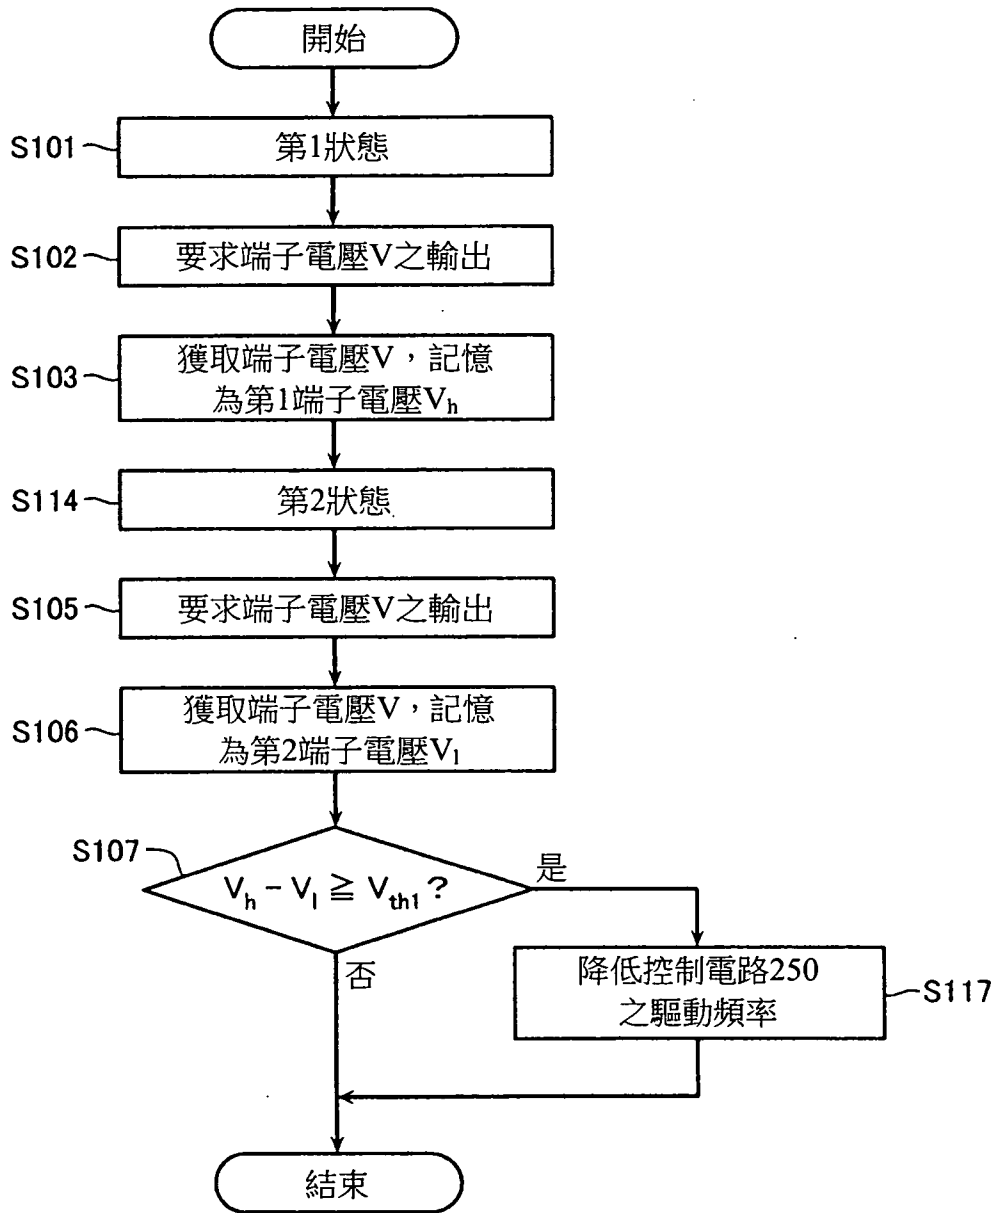 開始
S101
第1狀態
S102
要求端子電壓V之輸出
S103
獲取端子電壓V，記憶
為第1端子電壓Vh
S114
第2狀態
S105
要求端子電壓V之輸出
S106
獲取端子電壓V，記憶
為第2端子電壓Vl
S107
Vh - Vl ≧ Vth1 ?
是
否
降低控制電路250
之驅動頻率
S117
結束